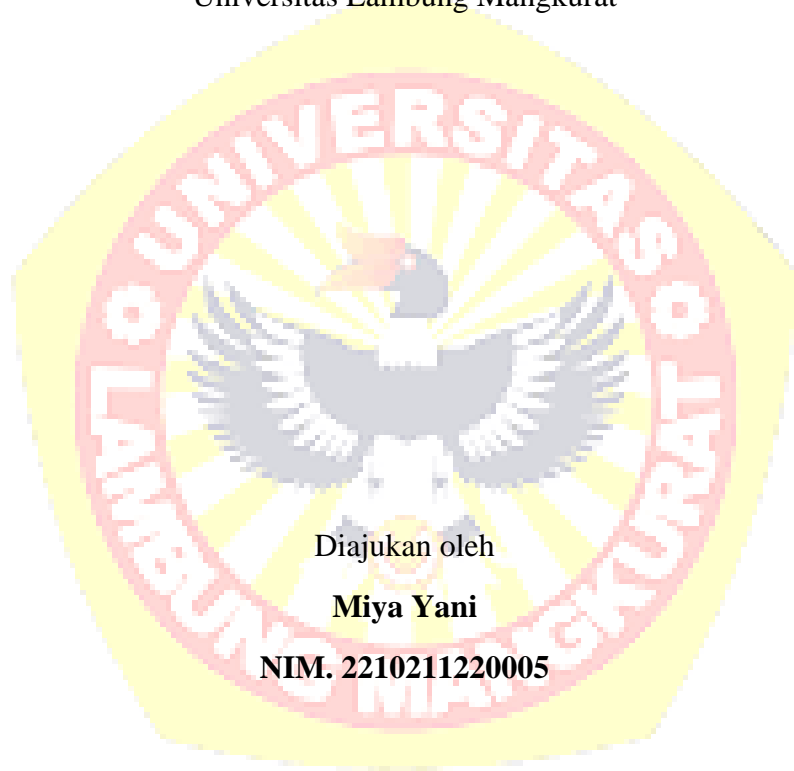 Universitas Lambung Mangkurat
UNIVERSITAS
LAMBUNG MANGKURAT
Diajukan oleh
Miya Yani
NIM. 2210211220005